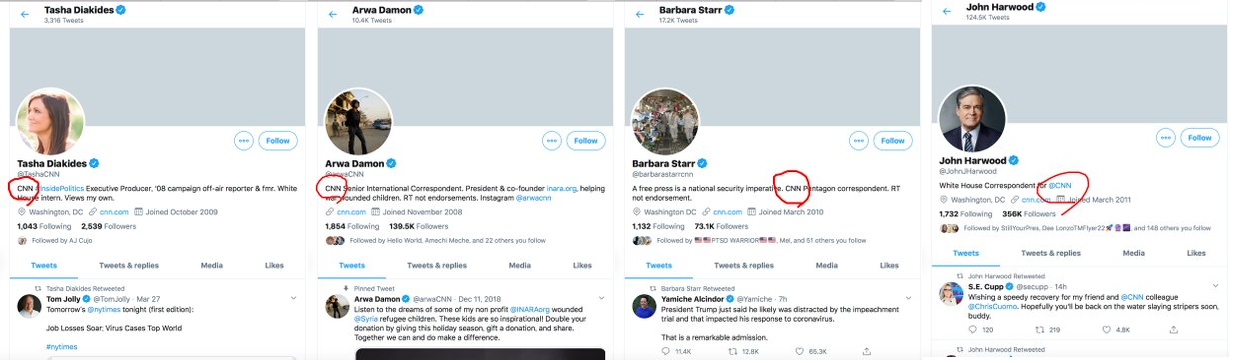 Tasha Diakides
3,316 Tweets
Follow
Tasha Diakides
@TashaCNN
CNN #InsidePolitics Executive Producer, '08 campaign off-air reporter & fmr. White
House intern. Views my own.
Washington, DC cnn.com Joined October 2009
1,043 Following 2,539 Followers
Followed by AJ Cujo
Tweets Tweets & replies Media Likes
Tasha Diakides Retweeted
Tom Jolly @TomJolly · Mar 27
Tomorrow's @nytimes tonight (first edition):
Job Losses Soar; Virus Cases Top World
#nytimes
Arwa Damon
10.4K Tweets
Follow
Arwa Damon
@arwaCNN
CNN Senior International Correspondent. President & co-founder inara.org, helping
war wounded children. RT not endorsements. Instagram @arwacnn
cnn.com Joined November 2008
1,854 Following 139.5K Followers
Followed by Hello World, Amechi Meche, and 22 others you follow
Tweets Tweets & replies Media Likes
Pinned Tweet
Arwa Damon @arwaCNN · Dec 11, 2018
Listen to the dreams of some of my non profit @INARAorg wounded
@Syria refugee children. These kids are so inspirational! Double your
donation by giving this holiday season, gift a donation, and share.
Together we can and do make a difference.
Barbara Starr
17.2K Tweets
Follow
Barbara Starr
@barbarastarrcnn
A free press is a national security imperative. CNN Pentagon correspondent. RT
not endorsement.
Washington, DC cnn.com Joined March 2010
1,132 Following 73.1K Followers
Followed by 🇺🇸🇺🇸PTSD WARRIOR🇺🇸🇺🇸, Mel, and 51 others you follow
Tweets Tweets & replies Media Likes
Barbara Starr Retweeted
Yamiche Alcindor @Yamiche · 7h
President Trump just said he likely was distracted by the impeachment
trial and that impacted his response to coronavirus.
That is a remarkable admission.
11.4K 12.8K 65.3K
John Harwood
124.5K Tweets
Follow
John Harwood
@JohnJHarwood
White House Correspondent for @CNN
Washington, DC cnn.com Joined March 2011
1,732 Following 356K Followers
Followed by StillYourPres, Dee LonzoTMFlyer22🚀🔮🌆, and 148 others you follow
Tweets Tweets & replies Media Likes
John Harwood Retweeted
S.E. Cupp @secupp · 14h
Wishing a speedy recovery for my friend and @CNN colleague
@ChrisCuomo. Hopefully you'll be back on the water slaying stripers soon,
buddy.
120 219 4.8K
John Harwood Retweeted